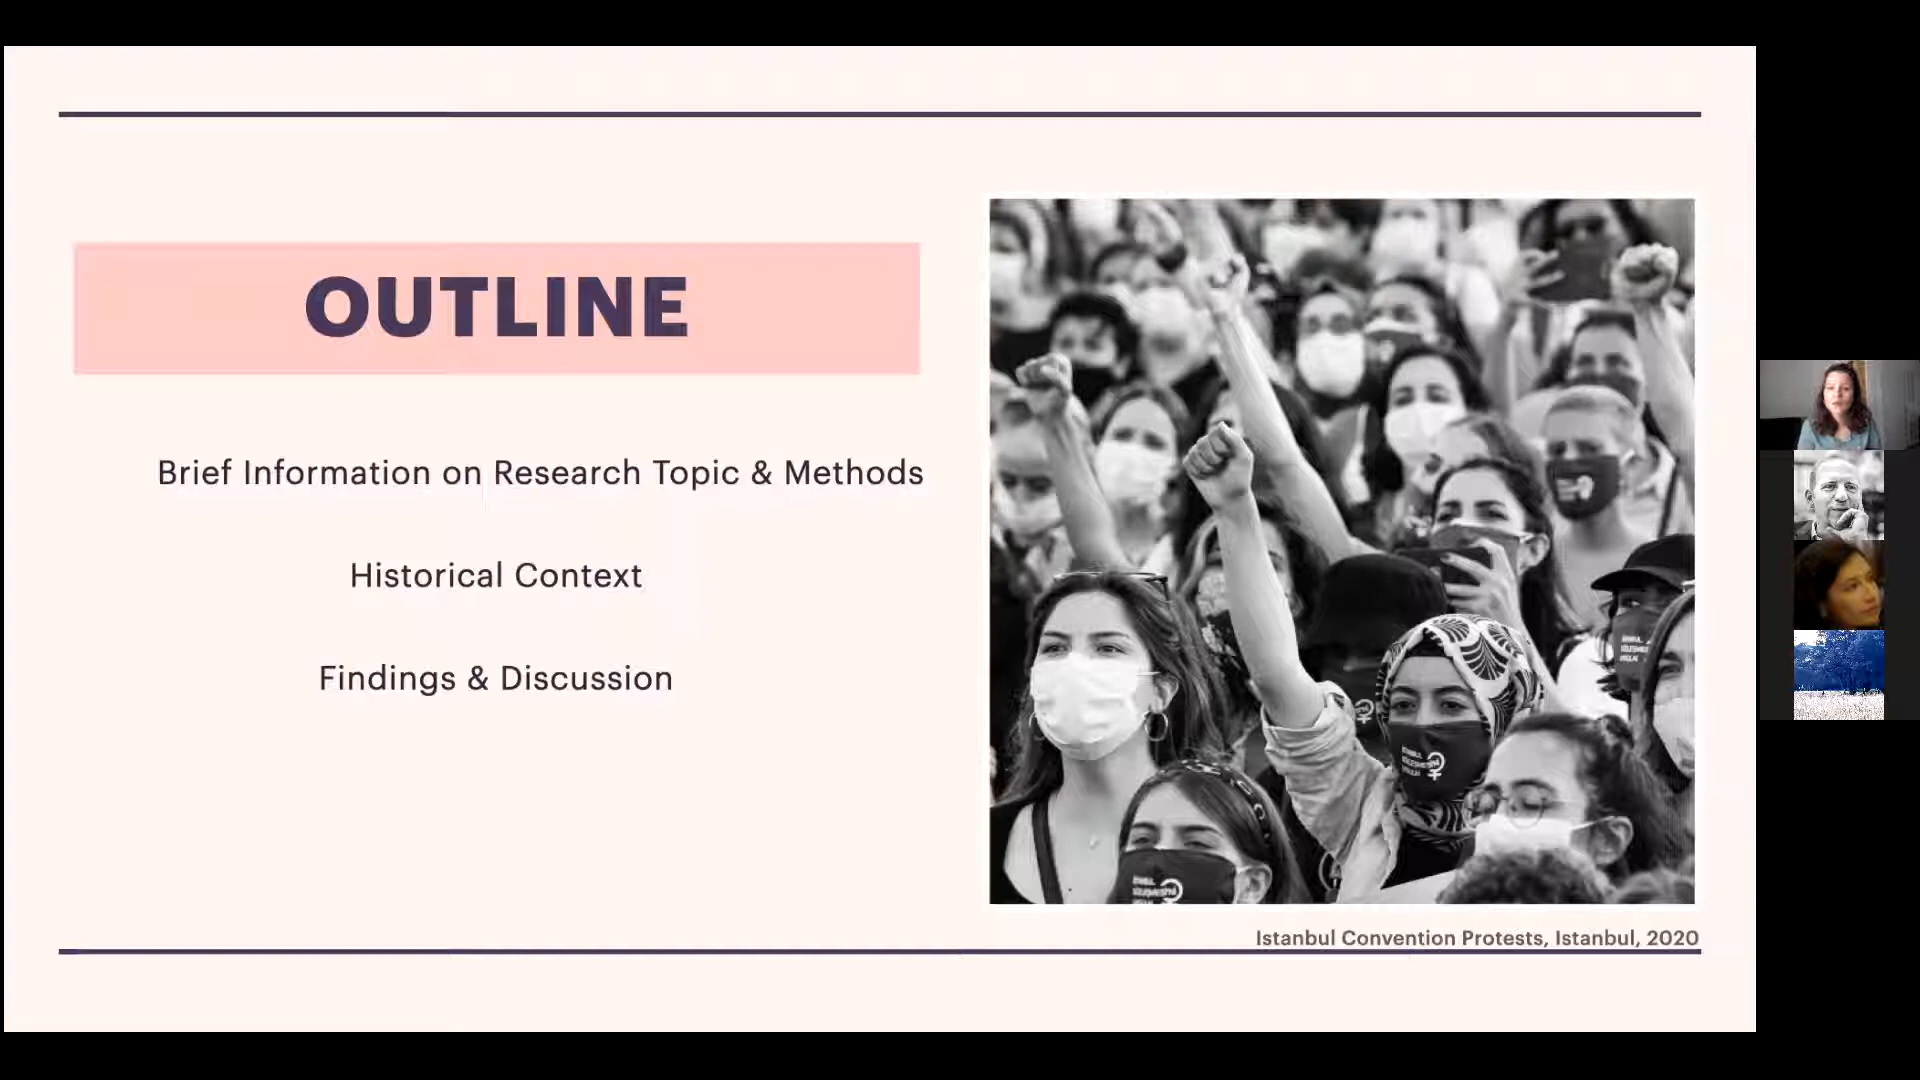 OUTLINE
Brief Information on Research Topic & Methods
Historical Context
Findings & Discussion
Istanbul Convention Protests, Istanbul, 2020